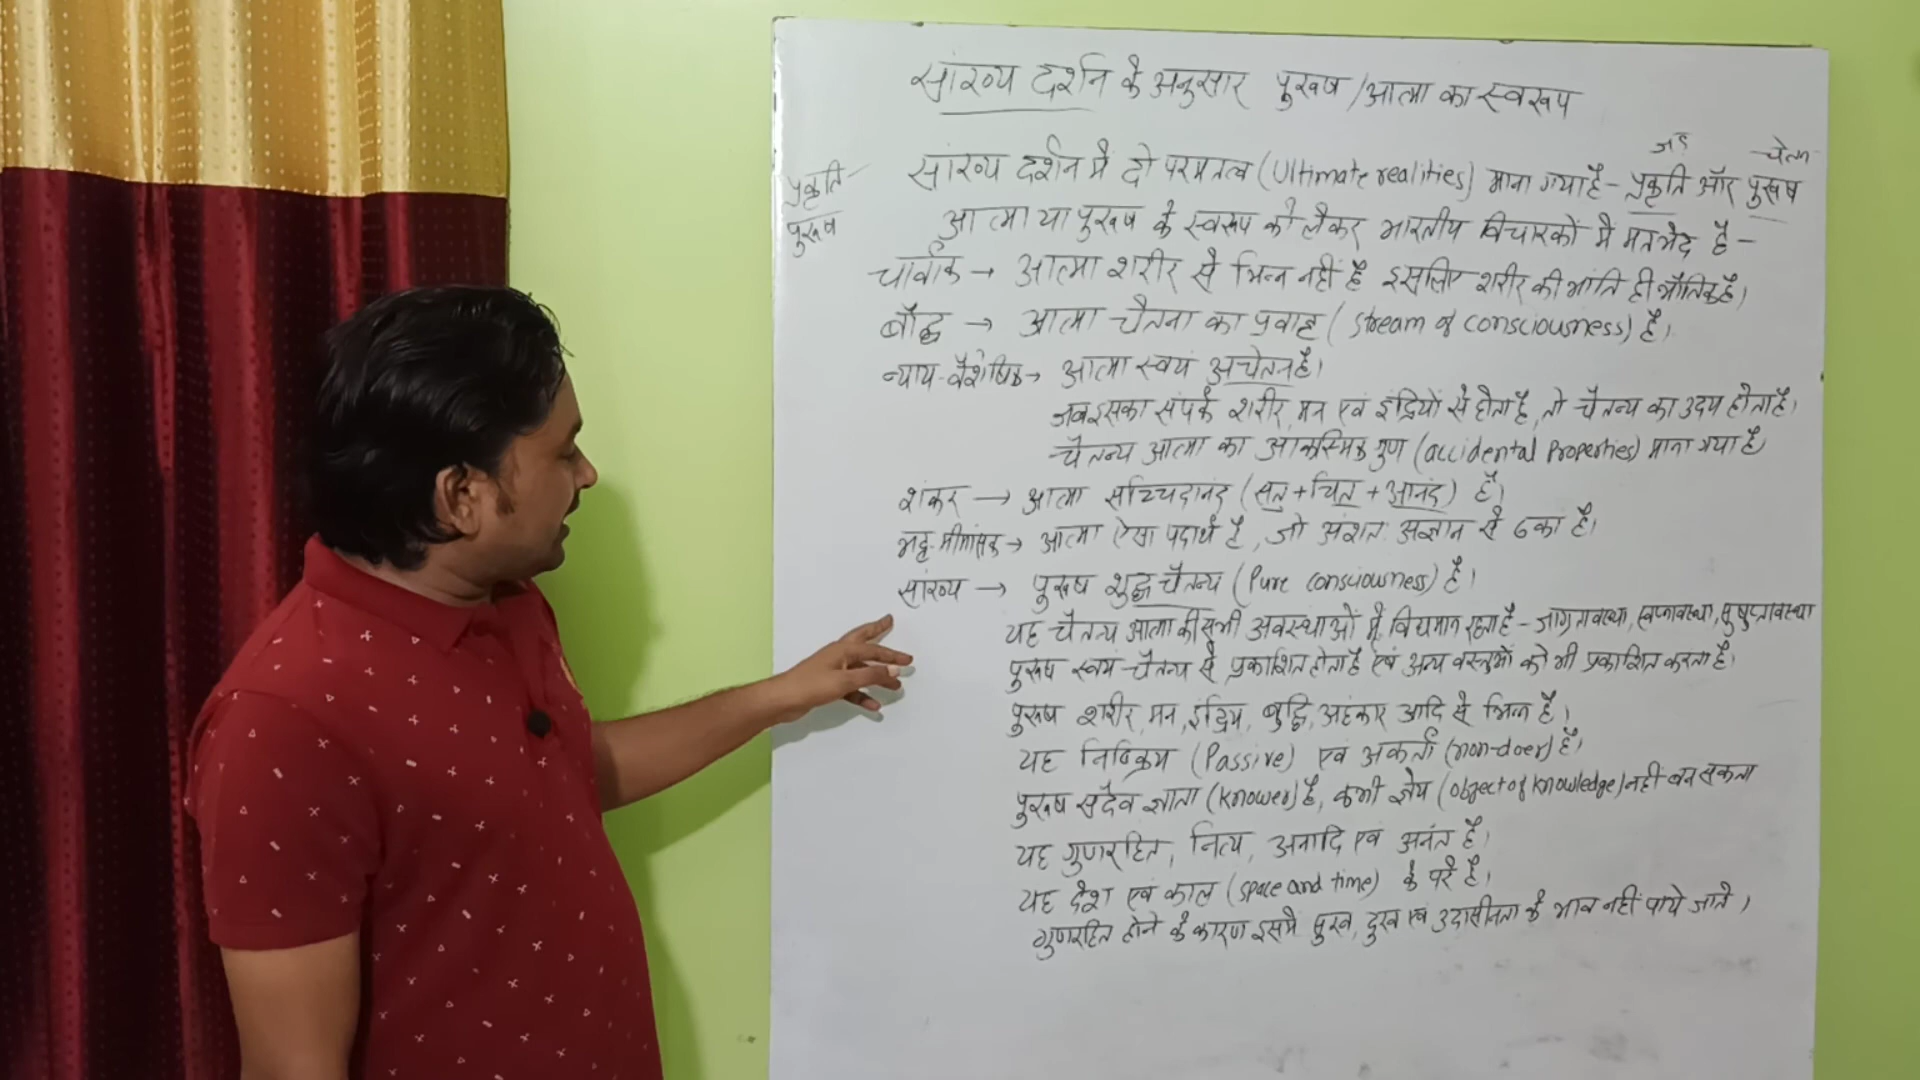 सांख्य दर्शन के अनुसार पुरुष / आत्मा का स्वरूप
जड़ चेतन
सांख्य दर्शन में दो परमतत्व (Ultimate realities) माना गया है – प्रकृति और पुरुष
प्रकृति
पुरुष
आत्मा या पुरुष के स्वरूप को लेकर भारतीय विचारकों में मतभेद है –
चार्वाक → आत्मा शरीर से भिन्न नहीं है इसलिए शरीर की भांति ही भौतिक है।
बौद्ध → आत्मा चेतना का प्रवाह (Stream of consciousness) है।
न्याय-वैशेषिक → आत्मा स्वयं अचेतन है।
जब इसका संपर्क शरीर, मन एवं इंद्रियों से होता है, तो चैतन्य का उदय होता है।
चैतन्य आत्मा का आकस्मिक गुण (accidental Properties) माना गया है
शंकर → आत्मा सच्चिदानंद (सत् + चित् + आनंद) है।
भट्ट-मीमांसक → आत्मा ऐसा पदार्थ है, जो अंशतः अज्ञान से ढका है।
सांख्य → पुरुष शुद्ध चैतन्य (Pure consciousness) है।
यह चैतन्य आत्मा की सभी अवस्थाओं में विद्यमान रहता है – जाग्रतावस्था, स्वप्नावस्था, सुषुप्तावस्था
पुरुष स्वयं चैतन्य से प्रकाशित होता है एवं अन्य वस्तुओं को भी प्रकाशित करता है।
पुरुष शरीर, मन, इंद्रिय, बुद्धि, अहंकार आदि से भिन्न है।
यह निष्क्रिय (Passive) एवं अकर्ता (non-doer) है।
पुरुष सदैव ज्ञाता (Knower) है, कभी ज्ञेय (object of knowledge) नहीं बन सकता
यह गुणरहित, नित्य, अनादि एवं अनंत है।
यह देश एवं काल (space and time) के परे है।
गुणरहित होने के कारण इसमें सुख, दुख एवं उदासीनता के भाव नहीं पाये जाते।